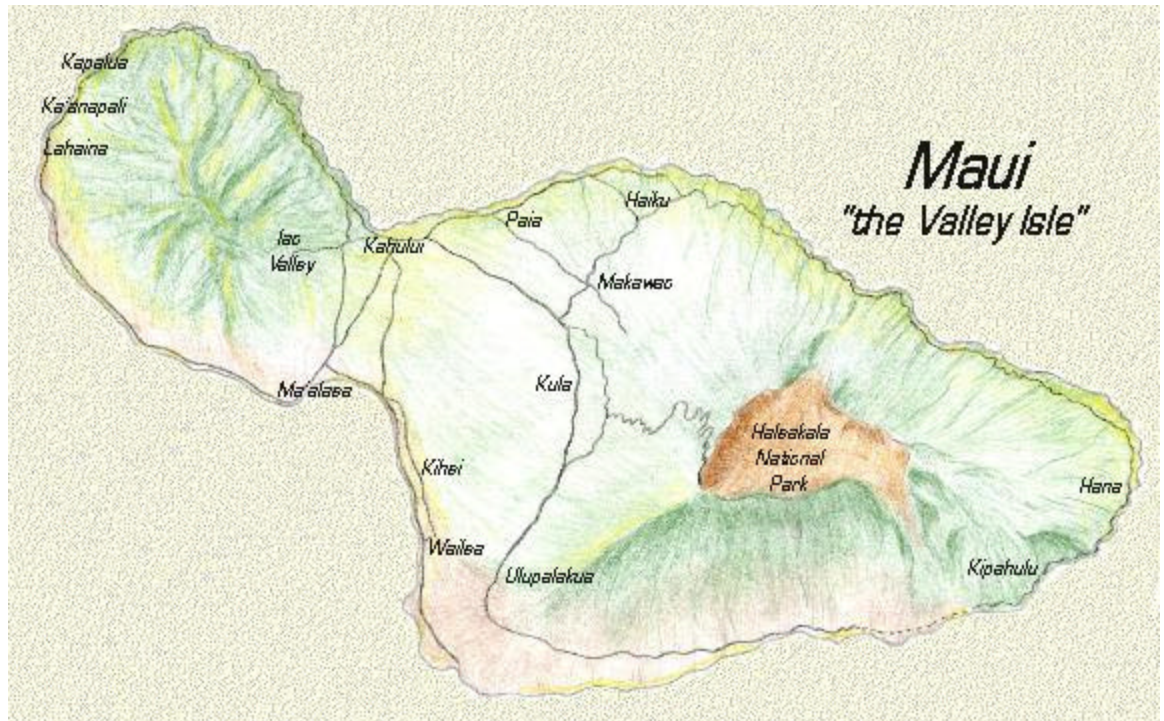 Kapalua
Ka'anapali
Lahaina
Maui
"the Valley Isle"
Haiku
Paia
Iao
Valley
Kahului
Makawao
Ma'alaea
Kula
Haleakala
National
Park
Kihei
Hana
Wailea
Ulupalakua
Kipahulu